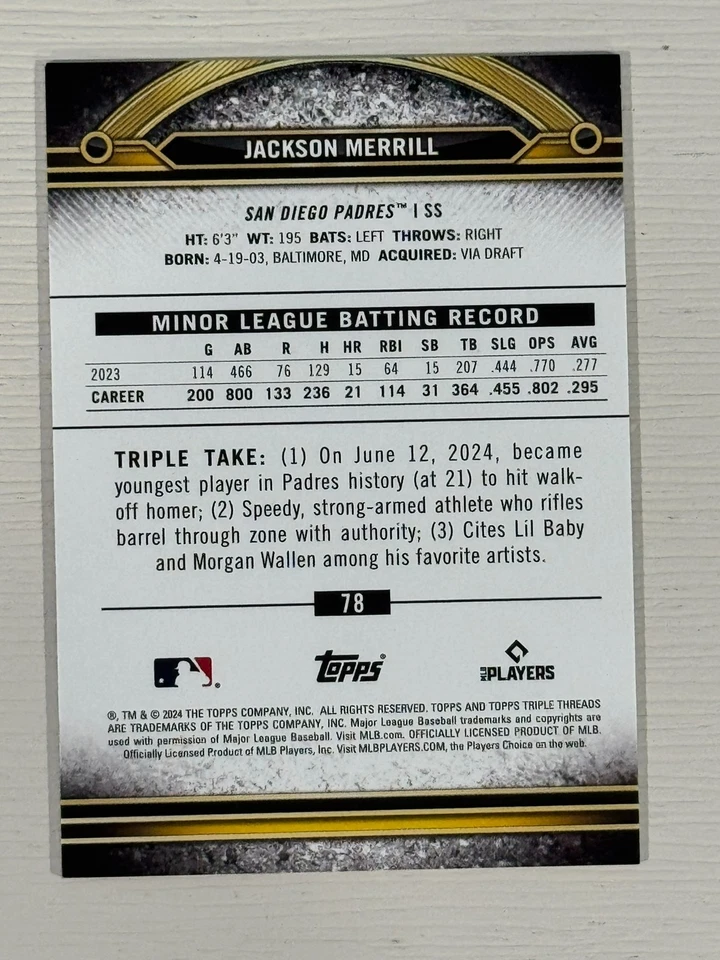 JACKSON MERRILL
SAN DIEGO PADRES™ | SS
HT: 6'3" WT: 195 BATS: LEFT THROWS: RIGHT
BORN: 4-19-03, BALTIMORE, MD ACQUIRED: VIA DRAFT
MINOR LEAGUE BATTING RECORD
G AB R H HR RBI SB TB SLG OPS AVG
2023 114 466 76 129 15 64 15 207 .444 .770 .277
CAREER 200 800 133 236 21 114 31 364 .455 .802 .295
TRIPLE TAKE: (1) On June 12, 2024, became
youngest player in Padres history (at 21) to hit walk-
off homer; (2) Speedy, strong-armed athlete who rifles
barrel through zone with authority; (3) Cites Lil Baby
and Morgan Wallen among his favorite artists.
78
® TOPPS® MLB PLAYERS
®, TM & © 2024 THE TOPPS COMPANY, INC. ALL RIGHTS RESERVED. TOPPS AND TOPPS TRIPLE THREADS
ARE TRADEMARKS OF THE TOPPS COMPANY, INC. Major League Baseball trademarks and copyrights are
used with permission of Major League Baseball. Visit MLB.com. OFFICIALLY LICENSED PRODUCT OF MLB.
Officially Licensed Product of MLB Players, Inc. Visit MLBPLAYERS.COM, the Players Choice on the web.